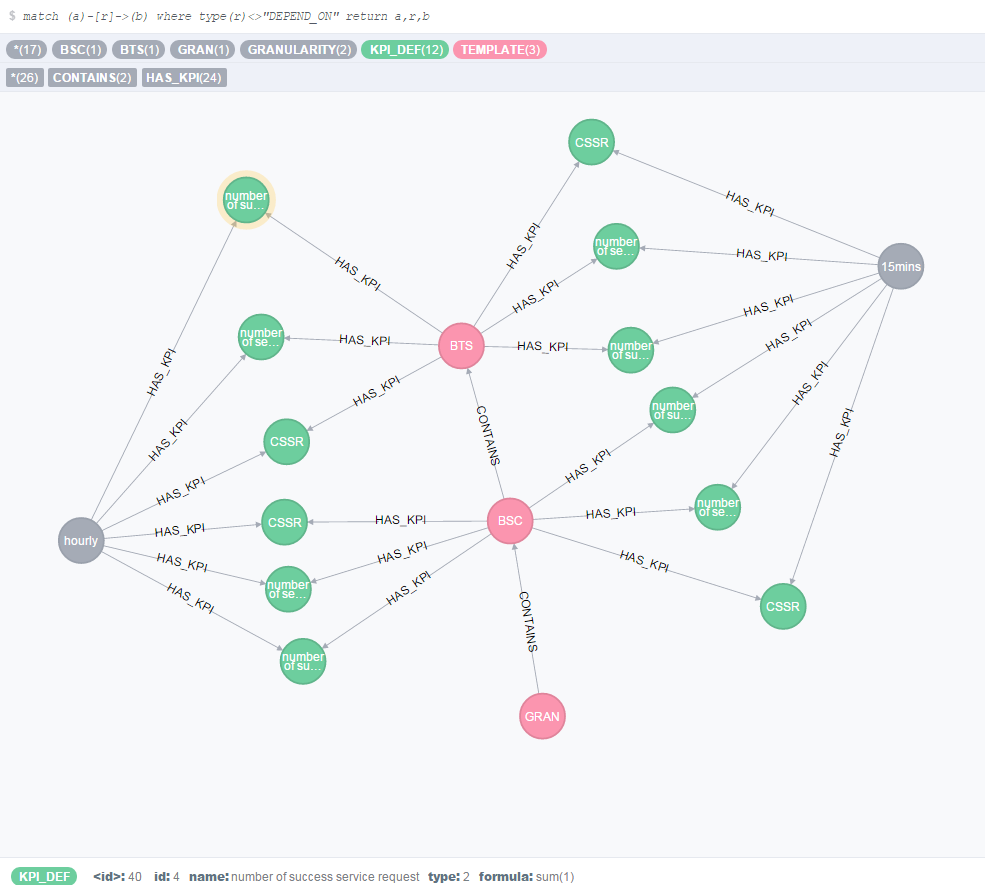 $ match (a)-[r]->(b) where type(r)<>"DEPEND_ON" return a,r,b
*(17) BSC(1) BTS(1) GRAN(1) GRANULARITY(2) KPI_DEF(12) TEMPLATE(3)
*(26) CONTAINS(2) HAS_KPI(24)
CSSR
HAS_KPI
number
of su...
HAS_KPI
number
of se...
HAS_KPI
HAS_KPI
15mins
HAS_KPI
HAS_KPI
HAS_KPI
number
of se...
HAS_KPI
BTS
HAS_KPI
number
of su...
HAS_KPI
HAS_KPI
HAS_KPI
HAS_KPI
number
of su...
HAS_KPI
CSSR
HAS_KPI
CONTAINS
HAS_KPI
HAS_KPI
HAS_KPI
number
of se...
hourly
HAS_KPI
CSSR
HAS_KPI
BSC
HAS_KPI
HAS_KPI
HAS_KPI
HAS_KPI
number
of se...
HAS_KPI
HAS_KPI
CSSR
CONTAINS
number
of su...
GRAN
KPI_DEF <id>: 40 id: 4 name: number of success service request type: 2 formula: sum(1)